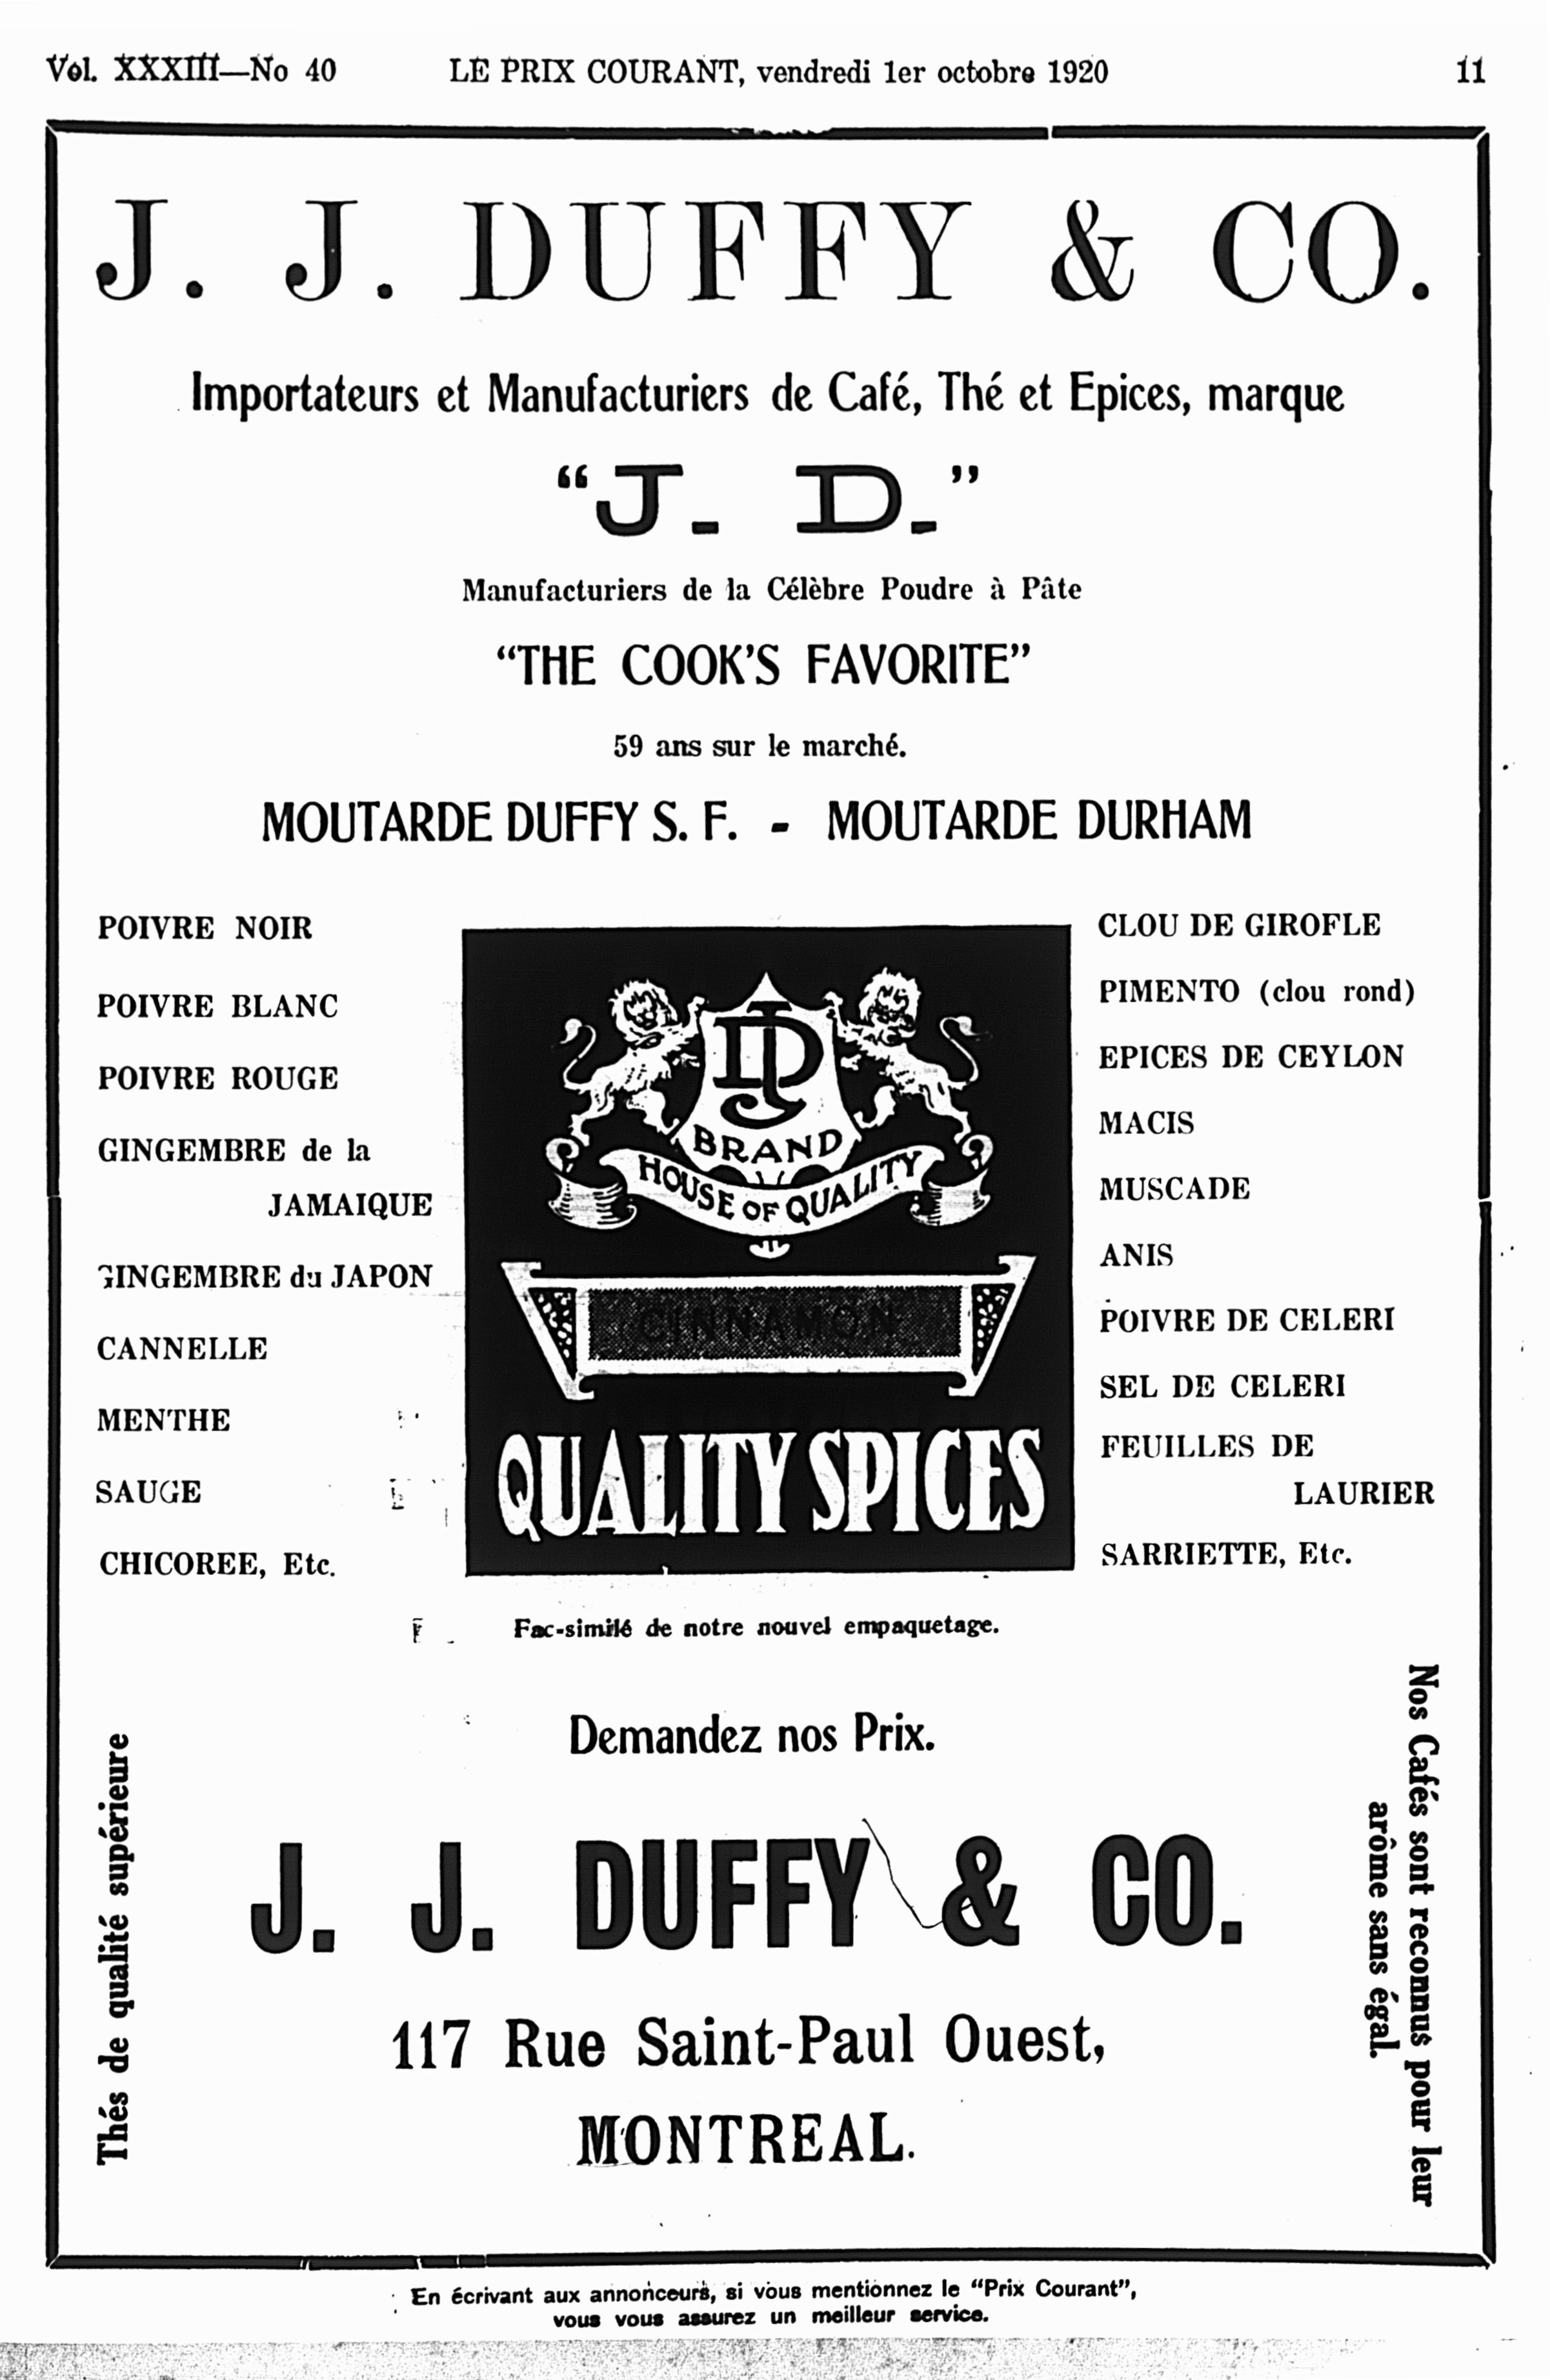 Vol. XXXIII—No 40 LE PRIX COURANT, vendredi 1er octobre 1920 11
J. J. DUFFY & CO.
Importateurs et Manufacturiers de Café, Thé et Epices, marque
“J. D.”
Manufacturiers de la Célèbre Poudre à Pâte
“THE COOK’S FAVORITE”
59 ans sur le marché.
MOUTARDE DUFFY S. F. - MOUTARDE DURHAM
POIVRE NOIR
POIVRE BLANC
POIVRE ROUGE
GINGEMBRE de la
JAMAIQUE
GINGEMBRE du JAPON
CANNELLE
MENTHE
SAUGE
CHICOREE, Etc.
JD
BRAND
HOUSE OF QUALITY
CINNAMON
QUALITY SPICES
CLOU DE GIROFLE
PIMENTO (clou rond)
EPICES DE CEYLON
MACIS
MUSCADE
ANIS
POIVRE DE CELERI
SEL DE CELERI
FEUILLES DE
LAURIER
SARRIETTE, Etc.
Fac-similé de notre nouvel empaquetage.
Demandez nos Prix.
Thés de qualité supérieure
J. J. DUFFY & CO.
117 Rue Saint-Paul Ouest,
MONTREAL.
Nos Cafés sont reconnus pour leur
arôme sans égal.
En écrivant aux annonceurs, si vous mentionnez le “Prix Courant”,
vous vous assurez un meilleur service.